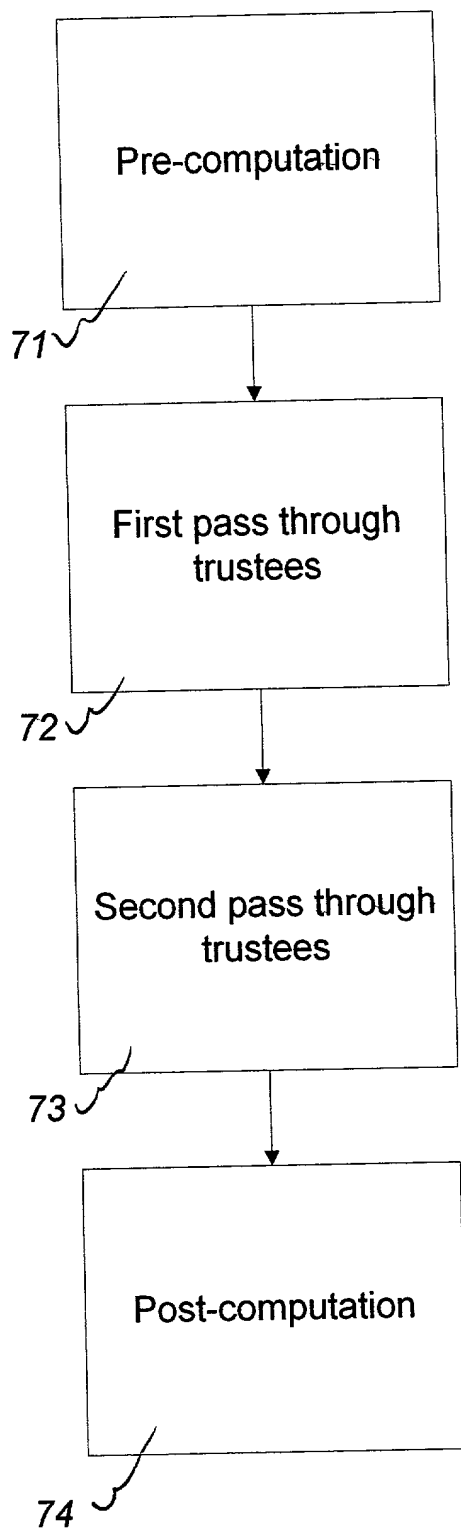 Pre-computation
71
First pass through
trustees
72
Second pass through
trustees
73
Post-computation
74